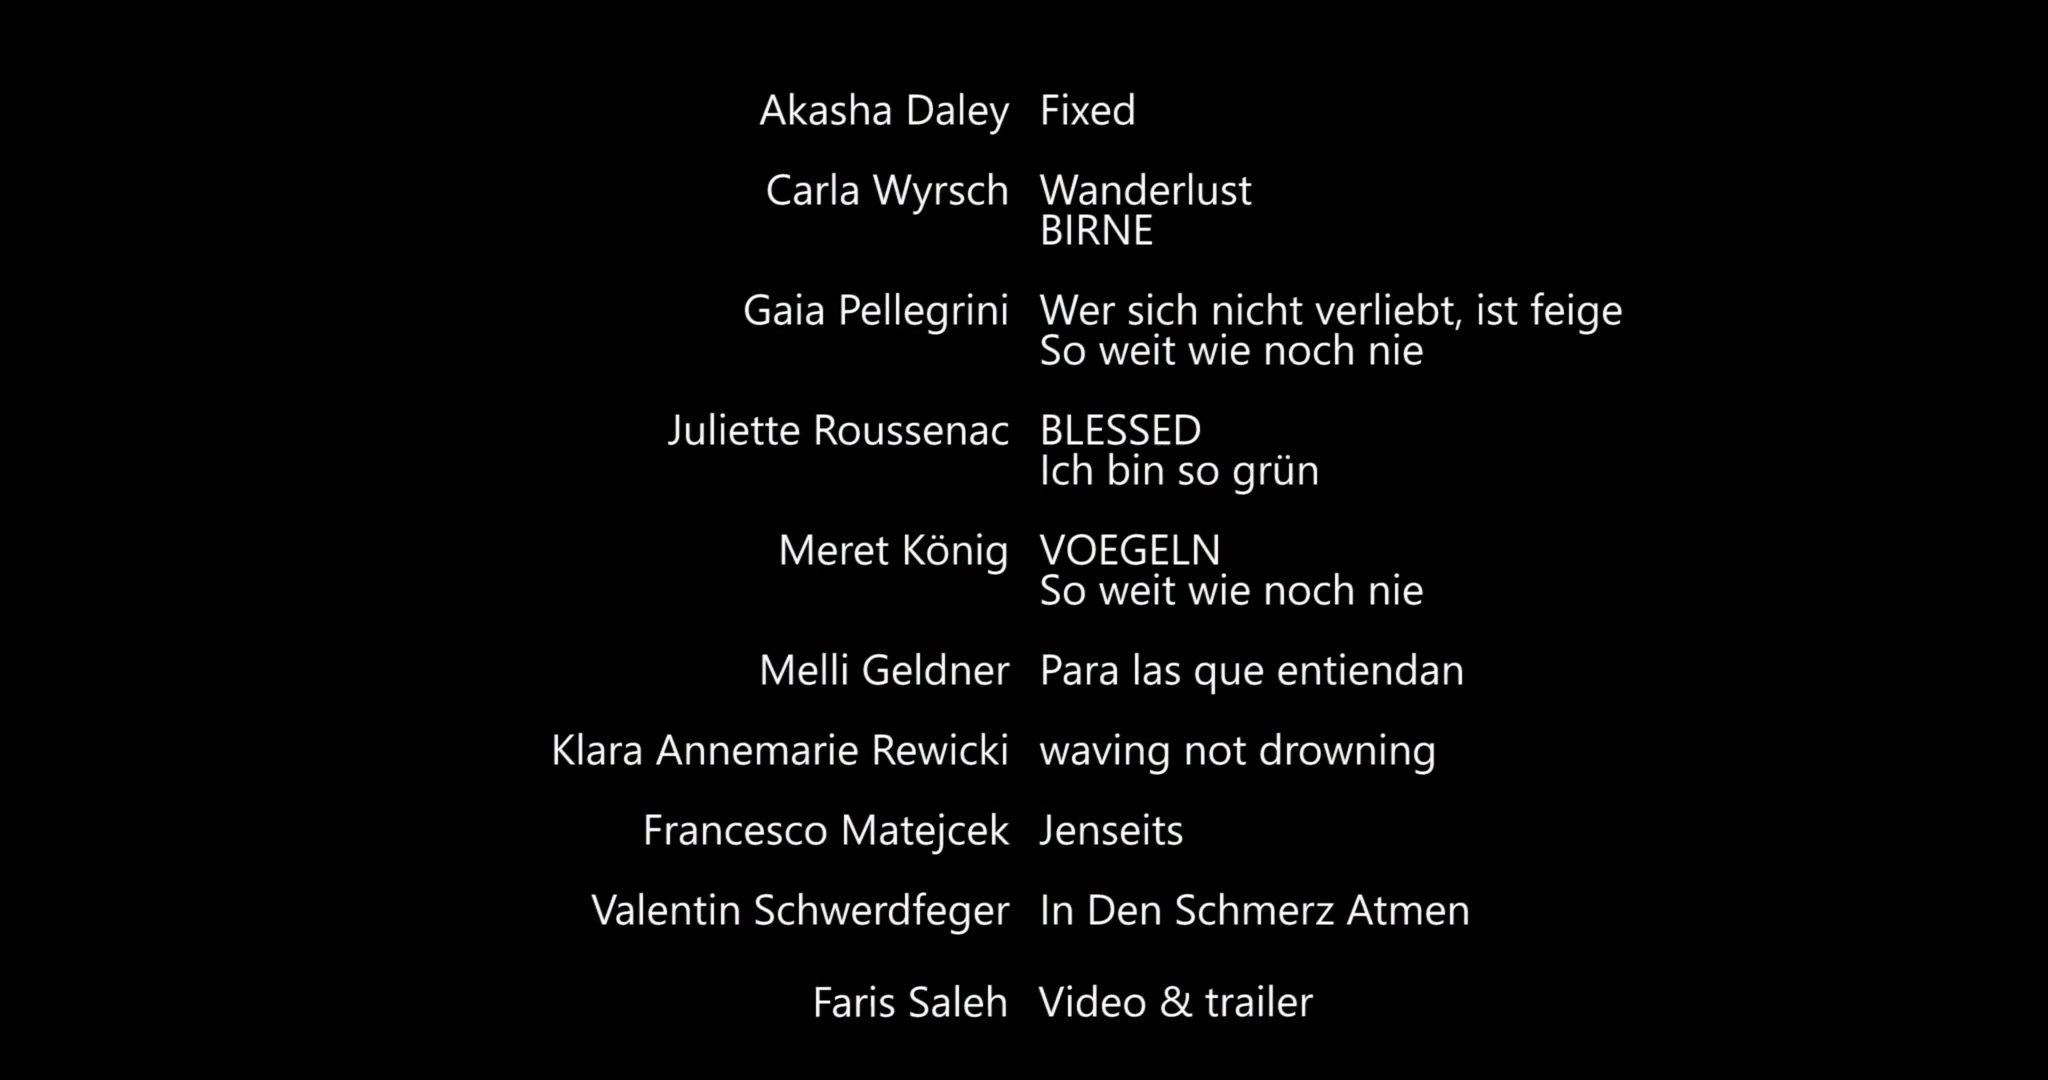 Akasha Daley Fixed
Carla Wyrsch Wanderlust
BIRNE
Gaia Pellegrini Wer sich nicht verliebt, ist feige
So weit wie noch nie
Juliette Roussenac BLESSED
Ich bin so grün
Meret König VOEGELN
So weit wie noch nie
Melli Geldner Para las que entiendan
Klara Annemarie Rewicki waving not drowning
Francesco Matejcek Jenseits
Valentin Schwerdfeger In Den Schmerz Atmen
Faris Saleh Video & trailer